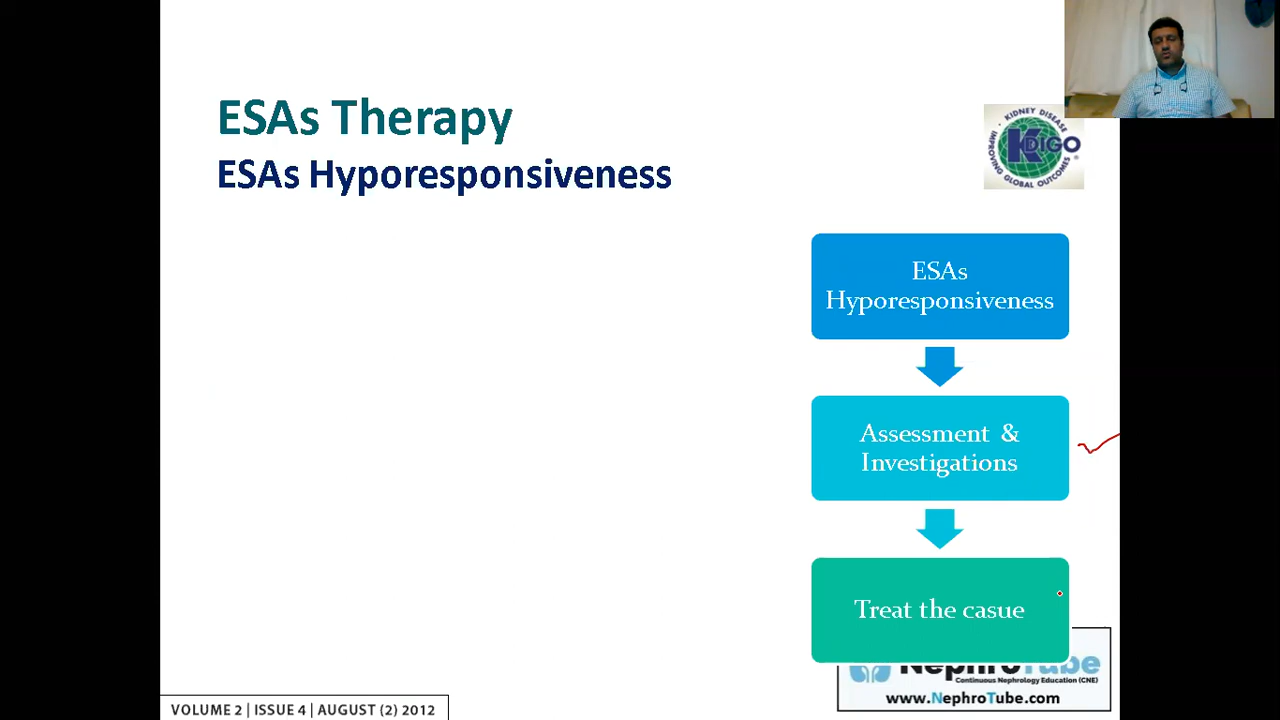 ESAs Therapy
ESAs Hyporesponsiveness
KIDNEY DISEASE
KDIGO
IMPROVING GLOBAL OUTCOMES
ESAs
Hyporesponsiveness
Assessment &
Investigations
Treat the casue
NephroTube
Continuous Nephrology Education (CNE)
www.NephroTube.com
VOLUME 2 | ISSUE 4 | AUGUST (2) 2012